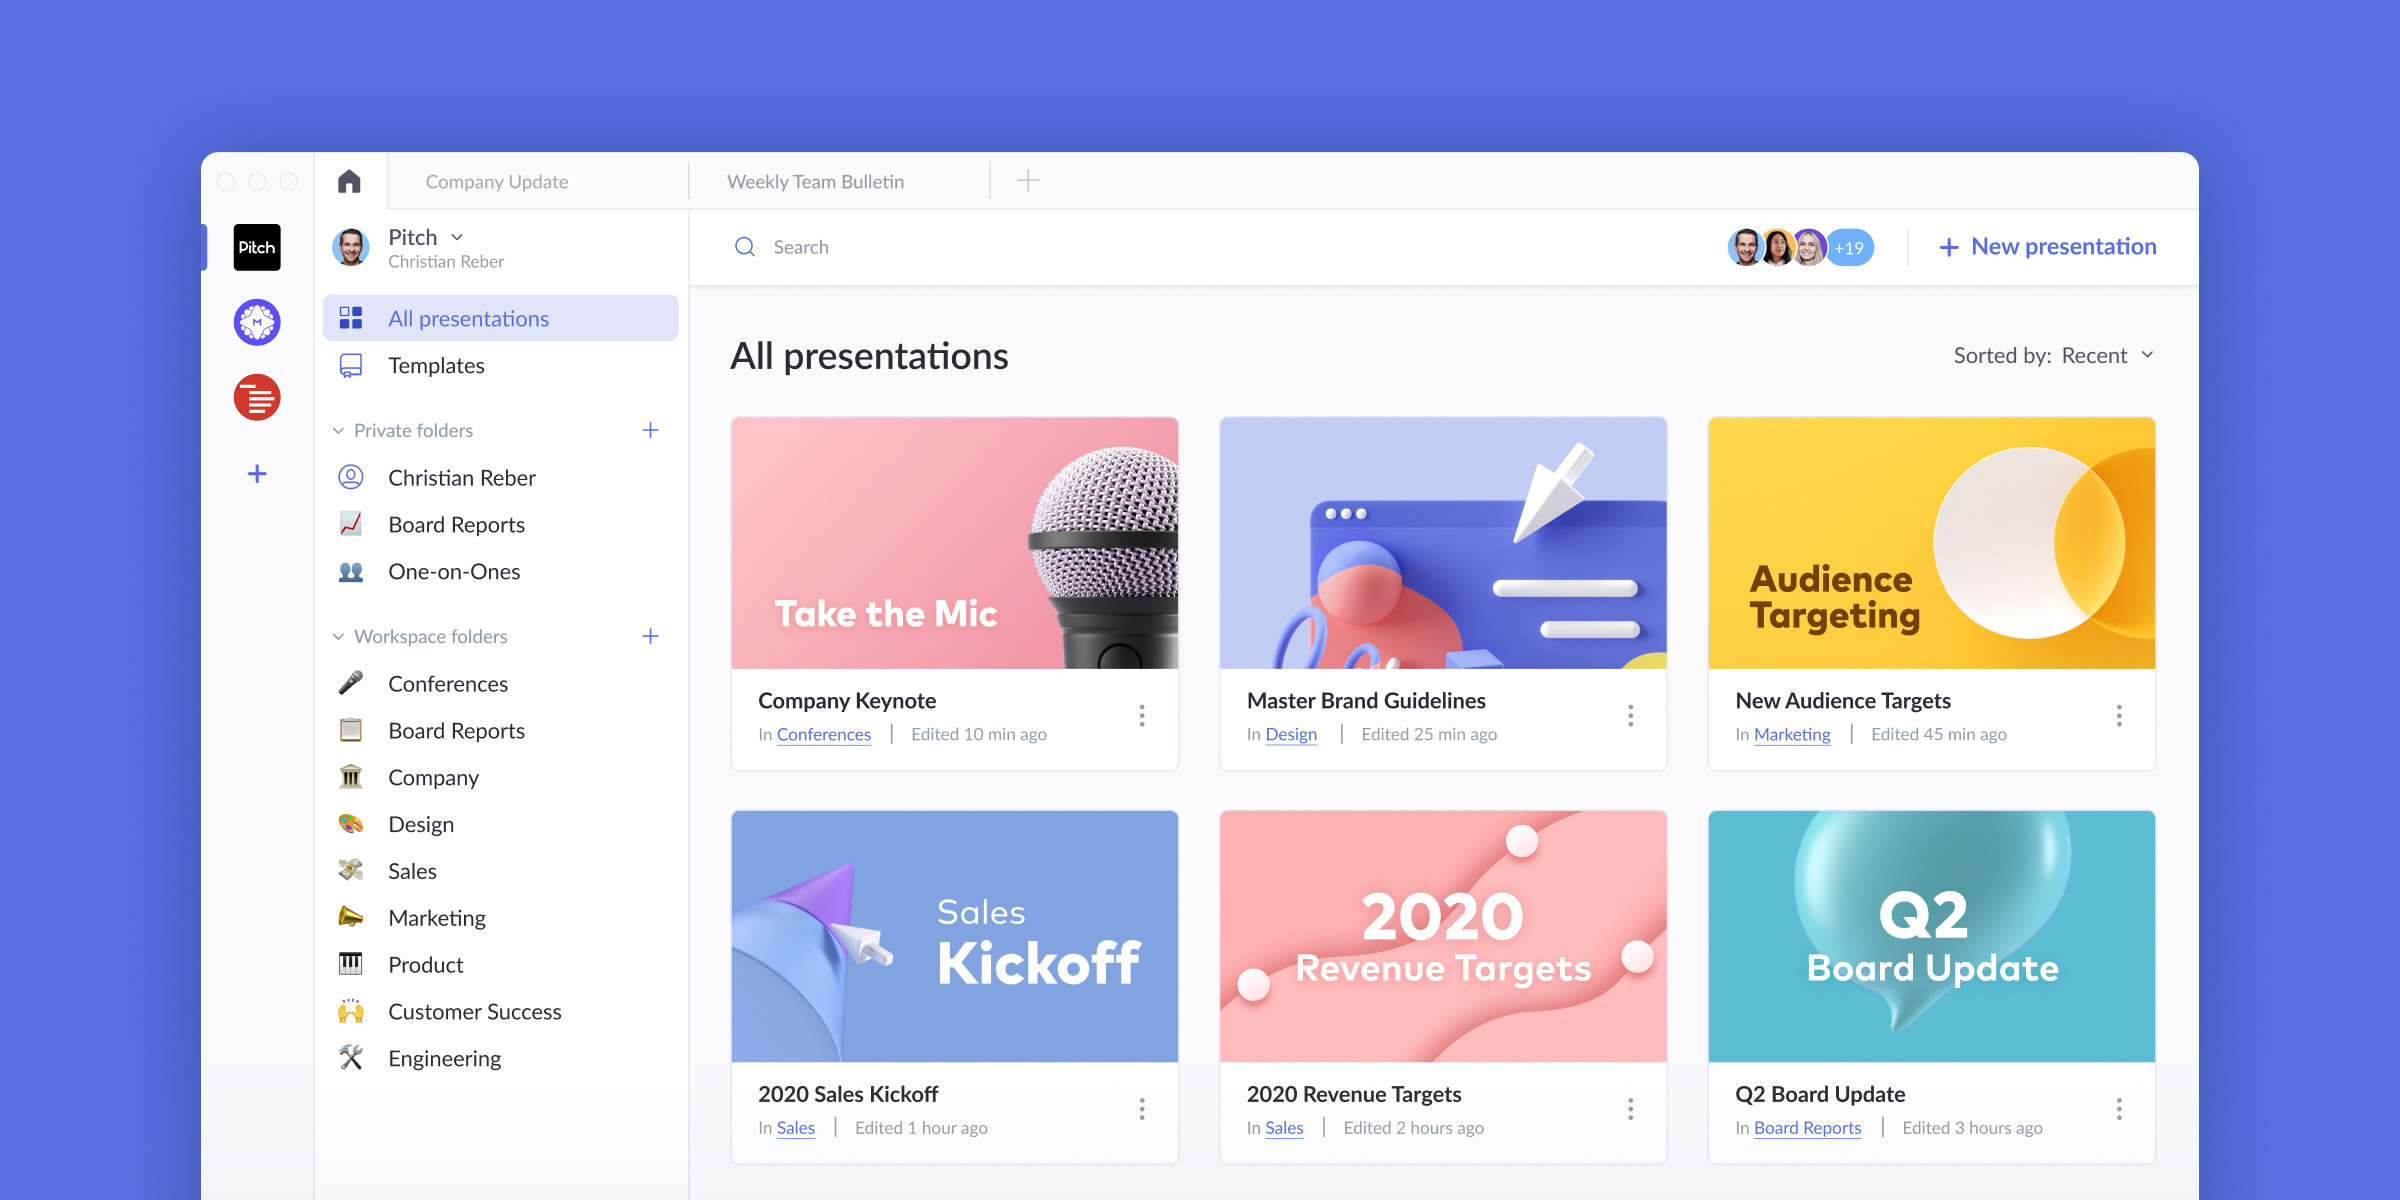 Company Update
Weekly Team Bulletin
Pitch
Pitch
Christian Reber
Search
+19
New presentation
M
All presentations
Templates
Private folders
Christian Reber
Board Reports
One-on-Ones
Workspace folders
Conferences
Board Reports
Company
Design
Sales
Marketing
Product
Customer Success
Engineering
All presentations
Sorted by: Recent
Take the Mic
Company Keynote
In Conferences | Edited 10 min ago
Master Brand Guidelines
In Design | Edited 25 min ago
Audience
Targeting
New Audience Targets
In Marketing | Edited 45 min ago
Sales
Kickoff
2020 Sales Kickoff
In Sales | Edited 1 hour ago
2020
Revenue Targets
2020 Revenue Targets
In Sales | Edited 2 hours ago
Q2
Board Update
Q2 Board Update
In Board Reports | Edited 3 hours ago